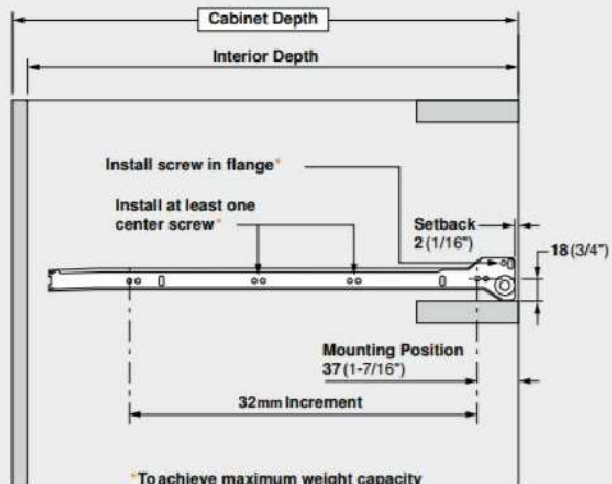 Cabinet Depth
Interior Depth
Install screw in flange*
Install at least one
center screw*
Setback
2 (1/16")
18 (3/4")
Mounting Position
37 (1-7/16")
32mm Increment
*To achieve maximum weight capacity